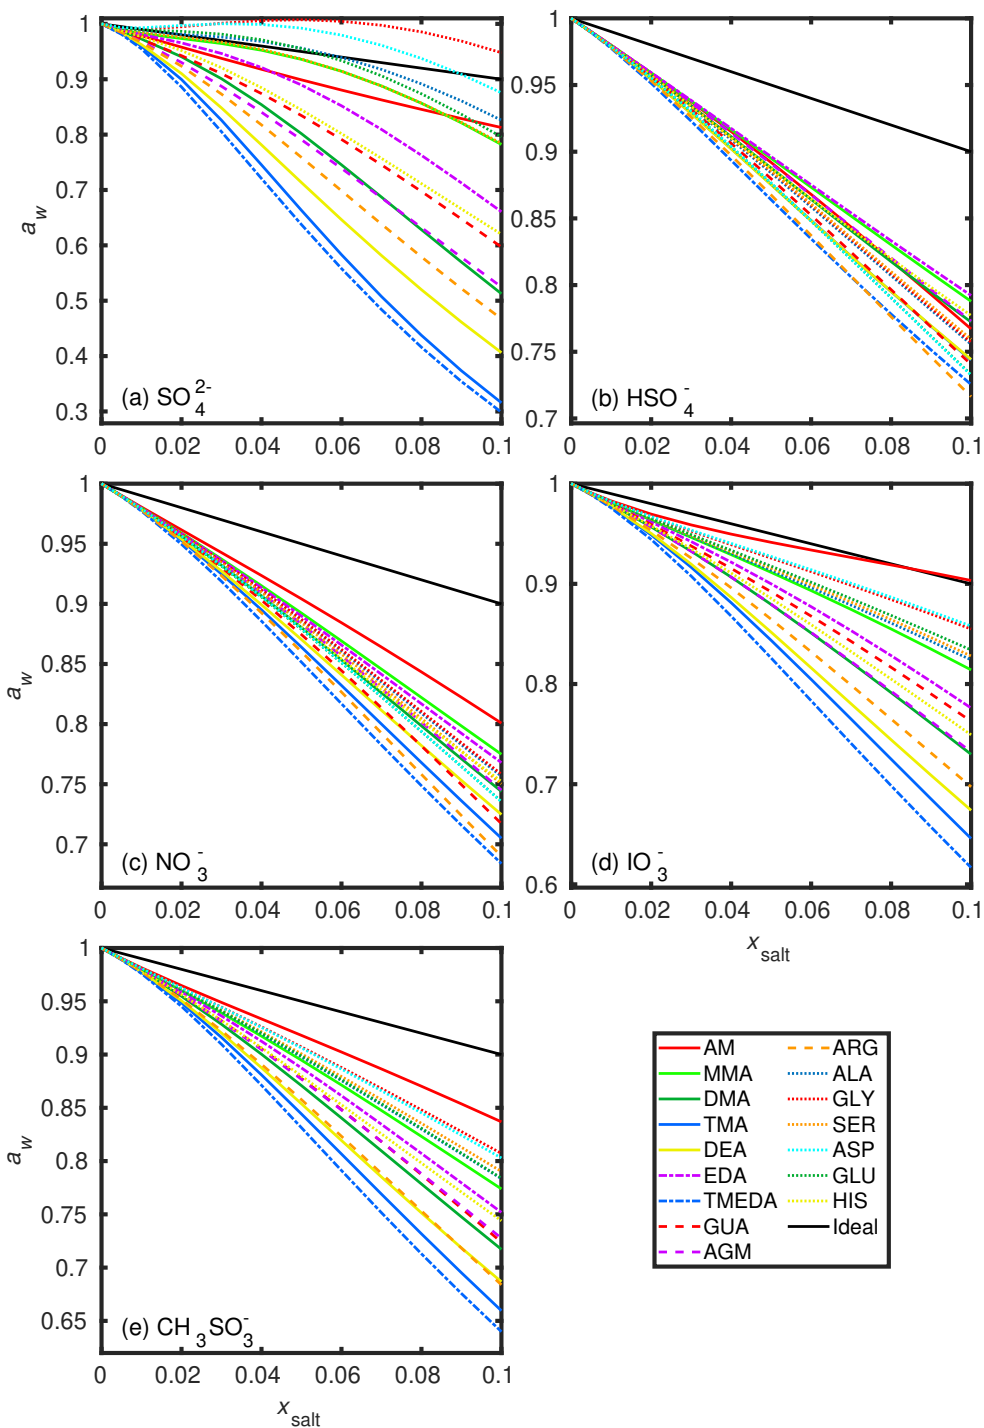 1
0.9
0.8
0.7
0.6
0.5
0.4
0.3
a_w
(a) SO₄²⁻
0 0.02 0.04 0.06 0.08 0.1
1
0.95
0.9
0.85
0.8
0.75
0.7
(b) HSO₄⁻
0 0.02 0.04 0.06 0.08 0.1
1
0.95
0.9
0.85
0.8
0.75
0.7
a_w
(c) NO₃⁻
0 0.02 0.04 0.06 0.08 0.1
1
0.9
0.8
0.7
0.6
(d) IO₃⁻
0 0.02 0.04 0.06 0.08 0.1
x_salt
1
0.95
0.9
0.85
0.8
0.75
0.7
0.65
a_w
(e) CH₃SO₃⁻
0 0.02 0.04 0.06 0.08 0.1
x_salt
AM
MMA
DMA
TMA
DEA
EDA
TMEDA
GUA
AGM
ARG
ALA
GLY
SER
ASP
GLU
HIS
Ideal